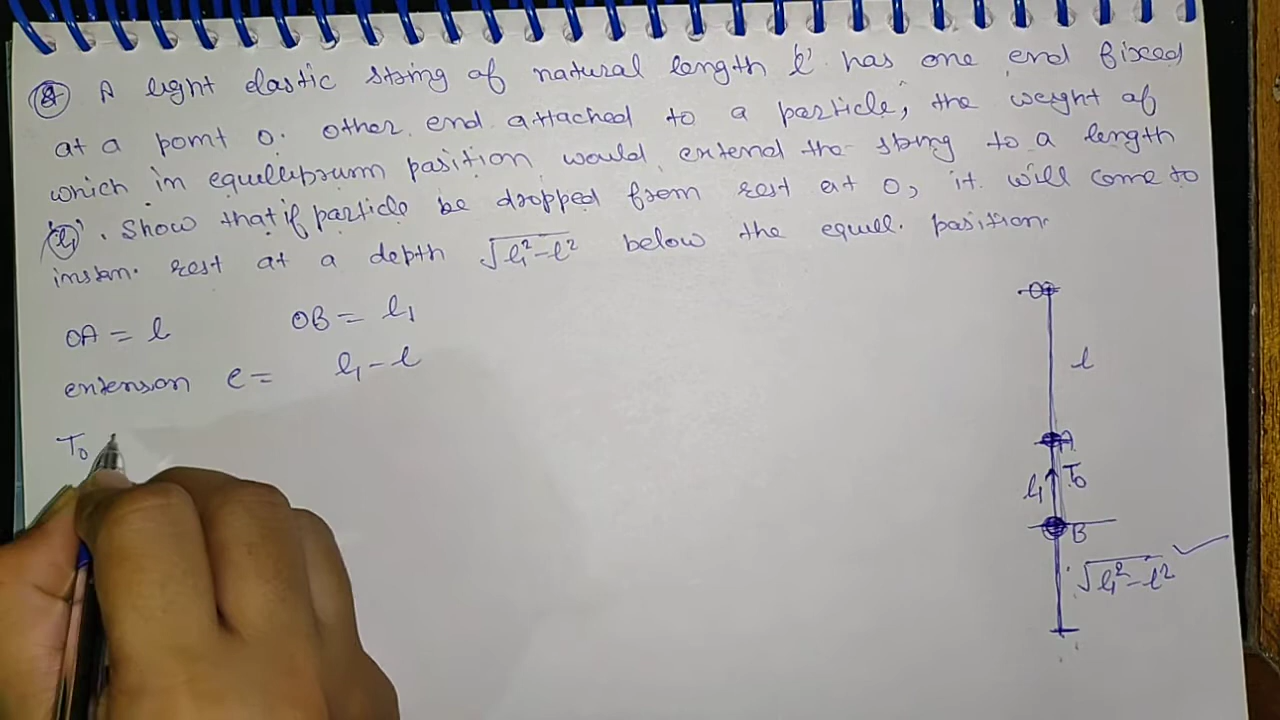 Q A light elastic string of natural length 'l' has one end fixed
at a point O. Other end attached to a particle, the weight of
which in equilibrium position would extend the string to a length
'l₁'. Show that if particle be dropped from rest at O, it will come to
instan. rest at a depth √l₁²-l² below the equil. position.
OA = l OB = l₁
extension e = l₁ - l
T₀
O
l
A
l₁ T₀
B
√l₁²-l²